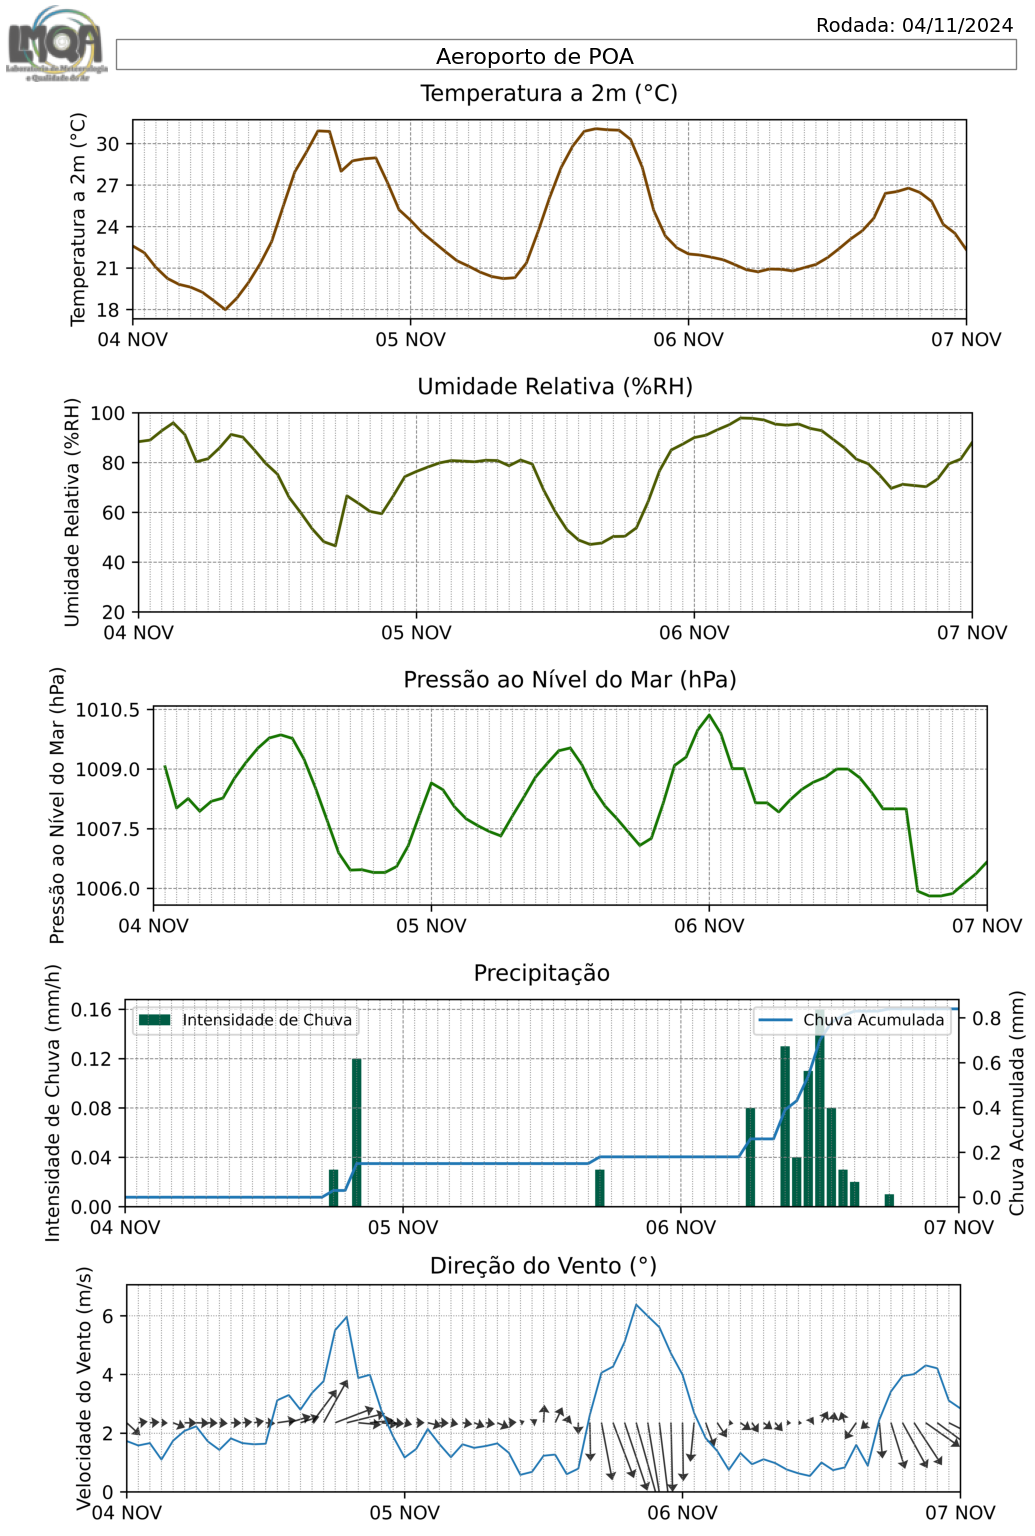 Rodada: 04/11/2024
LMQA
Laboratório de Meteorologia
e Qualidade do Ar
Aeroporto de POA
Temperatura a 2m (°C)
Temperatura a 2m (°C)
30
27
24
21
18
04 NOV 05 NOV 06 NOV 07 NOV
Umidade Relativa (%RH)
Umidade Relativa (%RH)
100
80
60
40
20
04 NOV 05 NOV 06 NOV 07 NOV
Pressão ao Nível do Mar (hPa)
Pressão ao Nível do Mar (hPa)
1010.5
1009.0
1007.5
1006.0
04 NOV 05 NOV 06 NOV 07 NOV
Precipitação
Intensidade de Chuva (mm/h)
0.16
0.12
0.08
0.04
0.00
Intensidade de Chuva
Chuva Acumulada
0.8
0.6
0.4
0.2
0.0
Chuva Acumulada (mm)
04 NOV 05 NOV 06 NOV 07 NOV
Direção do Vento (°)
Velocidade do Vento (m/s)
6
4
2
0
04 NOV 05 NOV 06 NOV 07 NOV